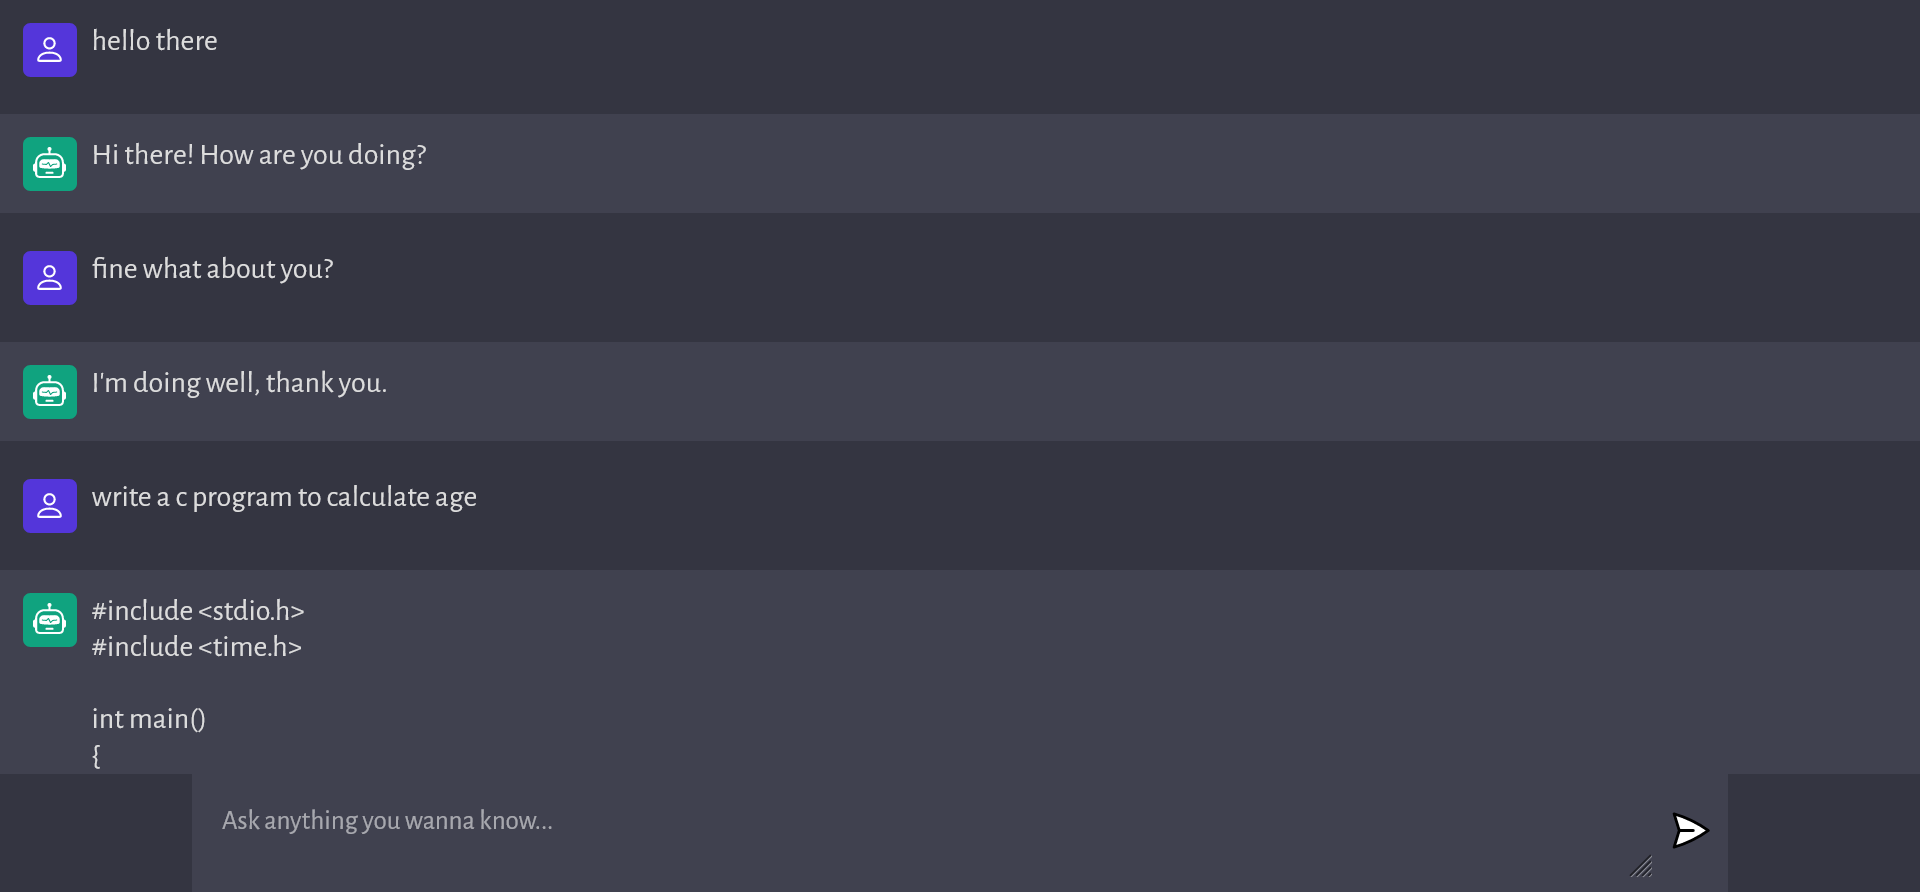 hello there
Hi there! How are you doing?
fine what about you?
I'm doing well, thank you.
write a c program to calculate age
#include <stdio.h>
#include <time.h>
int main()
{
Ask anything you wanna know...